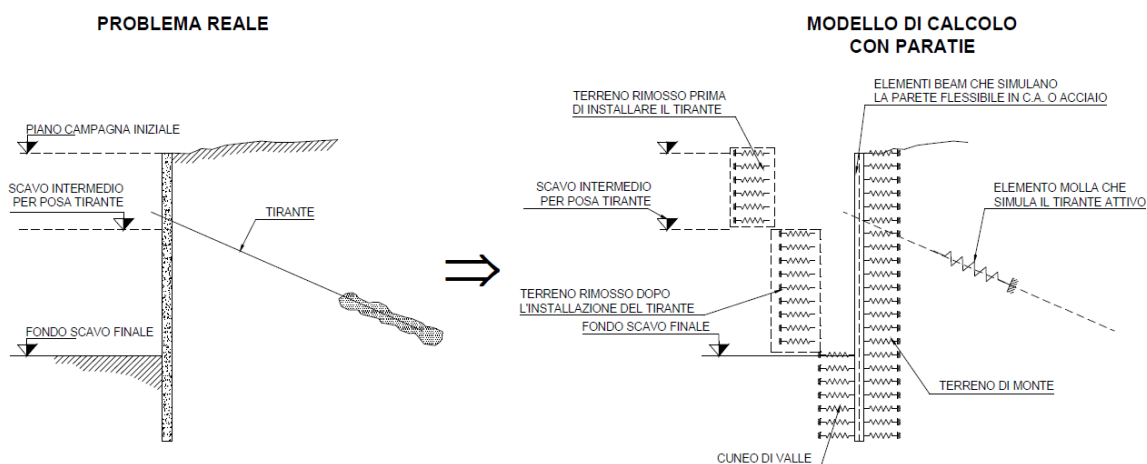 PROBLEMA REALE
PIANO CAMPAGNA INIZIALE
SCAVO INTERMEDIO
PER POSA TIRANTE
TIRANTE
FONDO SCAVO FINALE
MODELLO DI CALCOLO
CON PARATIE
TERRENO RIMOSSO PRIMA
DI INSTALLARE IL TIRANTE
ELEMENTI BEAM CHE SIMULANO
LA PARETE FLESSIBILE IN C.A. O ACCIAIO
SCAVO INTERMEDIO
PER POSA TIRANTE
ELEMENTO MOLLA CHE
SIMULA IL TIRANTE ATTIVO
TERRENO RIMOSSO DOPO
L'INSTALLAZIONE DEL TIRANTE
FONDO SCAVO FINALE
TERRENO DI MONTE
CUNEO DI VALLE